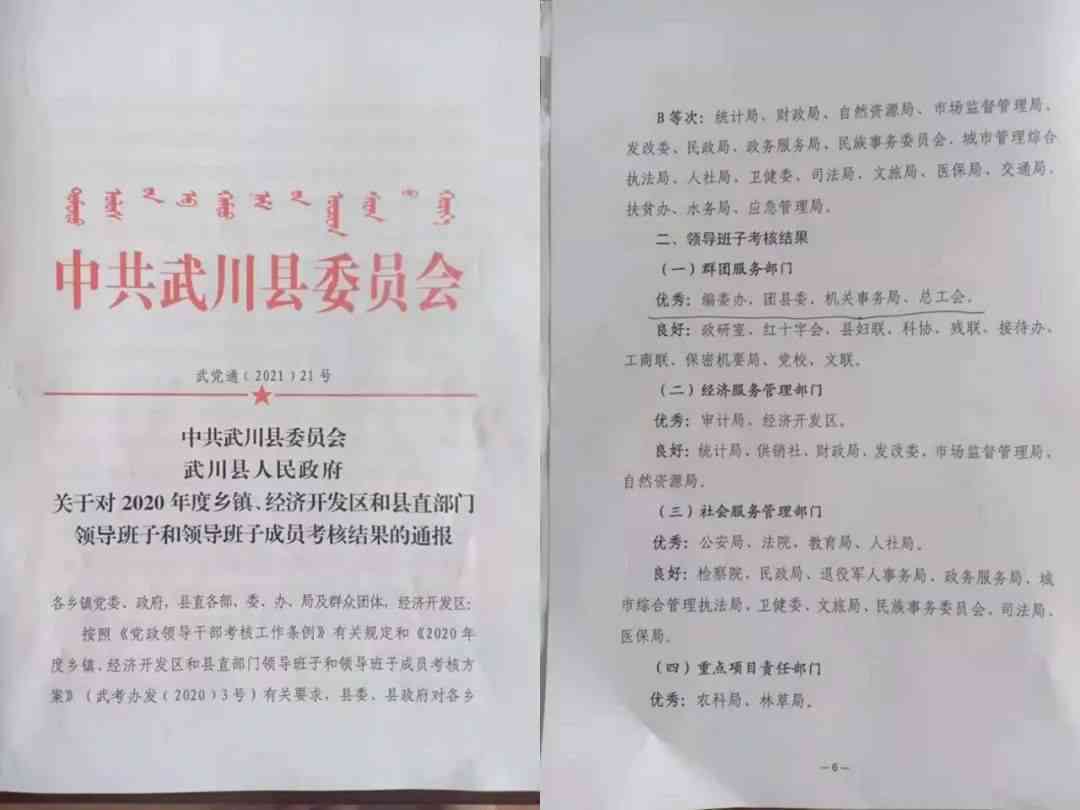 中共武川县委员会
武党通〔2021〕21号
中共武川县委员会
武川县人民政府
关于对2020年度乡镇、经济开发区和县直部门
领导班子和领导班子成员考核结果的通报
各乡镇党委、政府，县直各部、委、办、局及群众团体，经济开发区：
按照《党政领导干部考核工作条例》有关规定和《2020年
度乡镇、经济开发区和县直部门领导班子和领导班子成员考核方
案》（武考办发〔2020〕3号）有关要求，县委、县政府对各乡
B等次：统计局、财政局、自然资源局、市场监督管理局、
发改委、民政局、政务服务局、民族事务委员会、城市管理综合
执法局、人社局、卫健委、司法局、文旅局、医保局、交通局、
扶贫办、水务局、应急管理局。
二、领导班子考核结果
（一）群团服务部门
优秀：编委办、团县委、机关事务局、总工会。
良好：政研室、红十字会、县妇联、科协、残联、接待办、
工商联、保密机要局、党校、文联。
（二）经济服务管理部门
优秀：审计局、经济开发区。
良好：统计局、供销社、财政局、发改委、市场监督管理局、
自然资源局。
（三）社会服务管理部门
优秀：公安局、法院、教育局、人社局。
良好：检察院、民政局、退役军人事务局、政务服务局、城
市综合管理执法局、卫健委、文旅局、民族事务委员会、司法局、
医保局。
（四）重点项目责任部门
优秀：农科局、林草局。
—6—